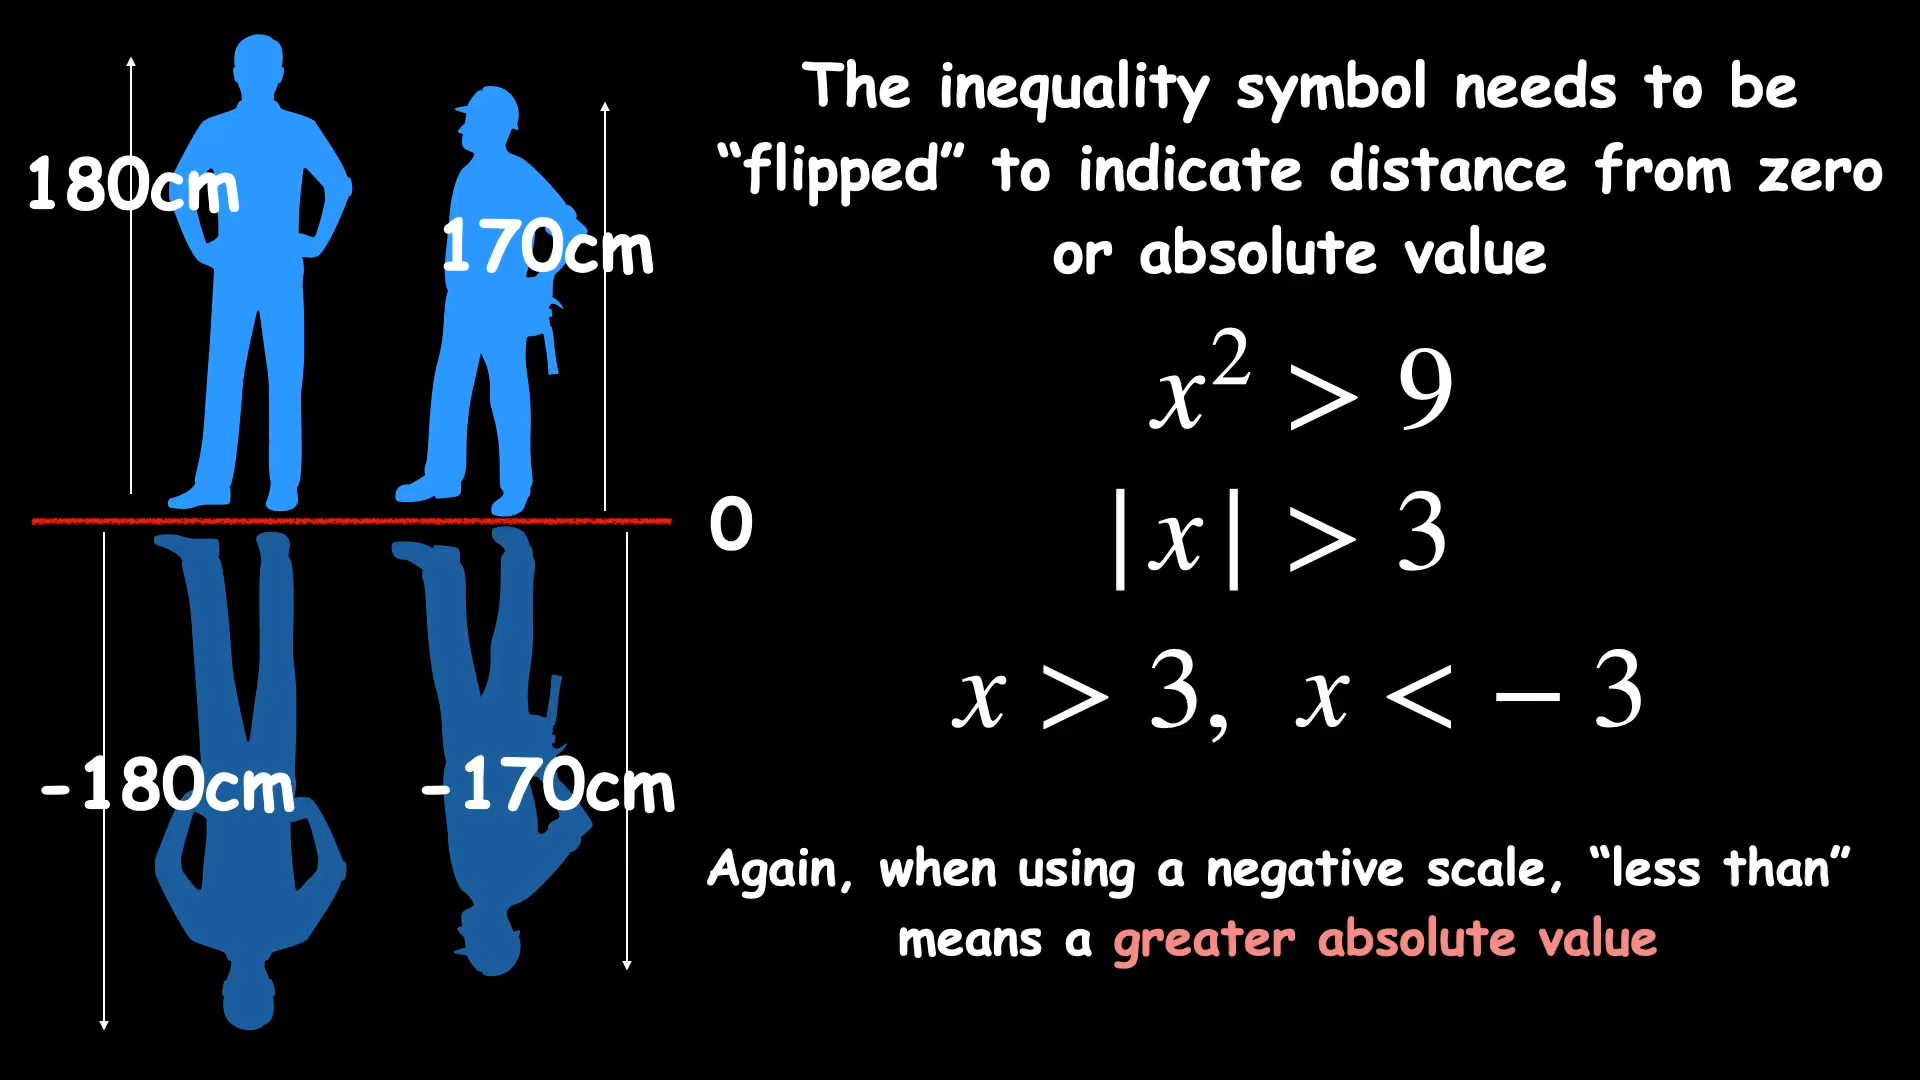 The inequality symbol needs to be
“flipped” to indicate distance from zero
or absolute value
180cm
170cm
x² > 9
0
|x| > 3
x > 3, x < − 3
-180cm
-170cm
Again, when using a negative scale, “less than”
means a greater absolute value